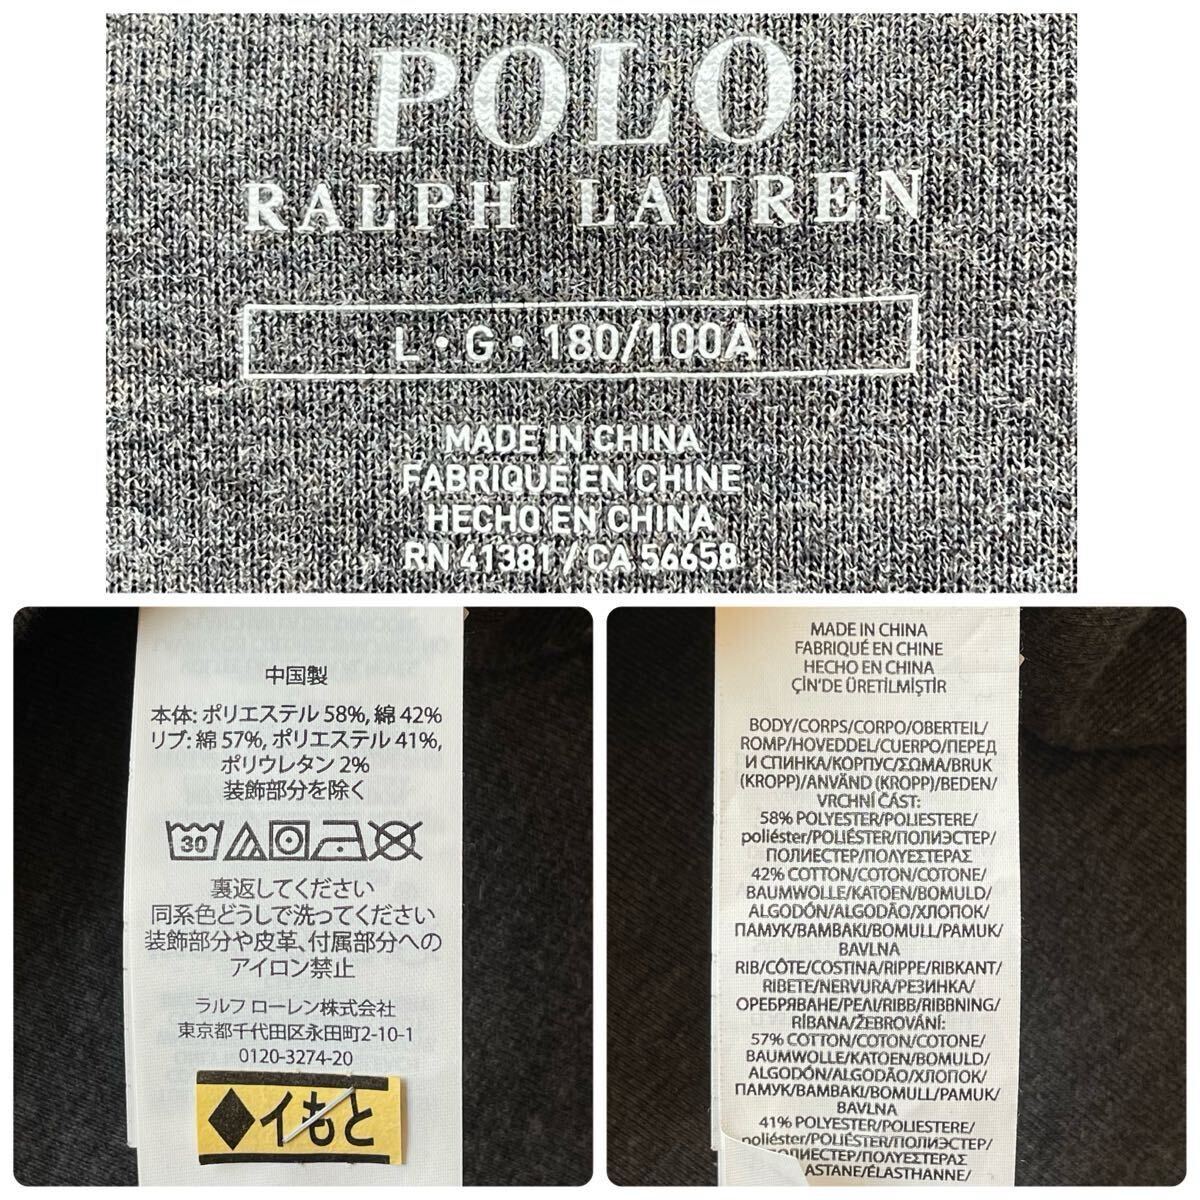 POLO
RALPH LAUREN
L • G • 180/100A
MADE IN CHINA
FABRIQUÉ EN CHINE
HECHO EN CHINA
RN 41381 / CA 56658
中国製
本体: ポリエステル 58%, 綿 42%
リブ: 綿 57%, ポリエステル 41%,
ポリウレタン 2%
装飾部分を除く
30
裏返してください
同系色どうしで洗ってください
装飾部分や皮革、付属部分への
アイロン禁止
ラルフ ローレン株式会社
東京都千代田区永田町2-10-1
0120-3274-20
◆イもと
MADE IN CHINA
FABRIQUÉ EN CHINE
HECHO EN CHINA
ÇİN'DE ÜRETİLMİŞTİR
BODY/CORPS/CORPO/OBERTEIL/
ROMP/HOVEDDEL/CUERPO/ПЕРЕД
И СПИНКА/КОРПУС/ΣΩΜΑ/BRUK
(KROPP)/ANVÄND (KROPP)/BEDEN/
VRCHNÍ ČÁST:
58% POLYESTER/POLIESTERE/
poliéster/POLIÉSTER/ПОЛИЭСТЕР/
ПОЛИЕСТЕР/ΠΟΛΥΕΣΤΕΡΑΣ
42% COTTON/COTON/COTONE/
BAUMWOLLE/KATOEN/BOMULD/
ALGODÓN/ALGODÃO/ХЛОПОК/
ПАМУК/BAMBAKI/BOMULL/PAMUK/
BAVLNA
RIB/CÔTE/COSTINA/RIPPE/RIBKANT/
RIBETE/NERVURA/РЕЗИНКА/
ОРЕБРЯВАНЕ/ΡΕΛΙ/RIBB/RIBBNING/
RİBANA/ŽEBROVÁNÍ:
57% COTTON/COTON/COTONE/
BAUMWOLLE/KATOEN/BOMULD/
ALGODÓN/ALGODÃO/ХЛОПОК/
ПАМУК/BAMBAKI/BOMULL/PAMUK/
BAVLNA
41% POLYESTER/POLIESTERE/
poliéster/POLIÉSTER/ПОЛИЭСТЕР/
ИЕСТЕР/ΠΟΛΥΕΣΤΕΡΑΣ
ASTANE/ÉLASTHANNE/